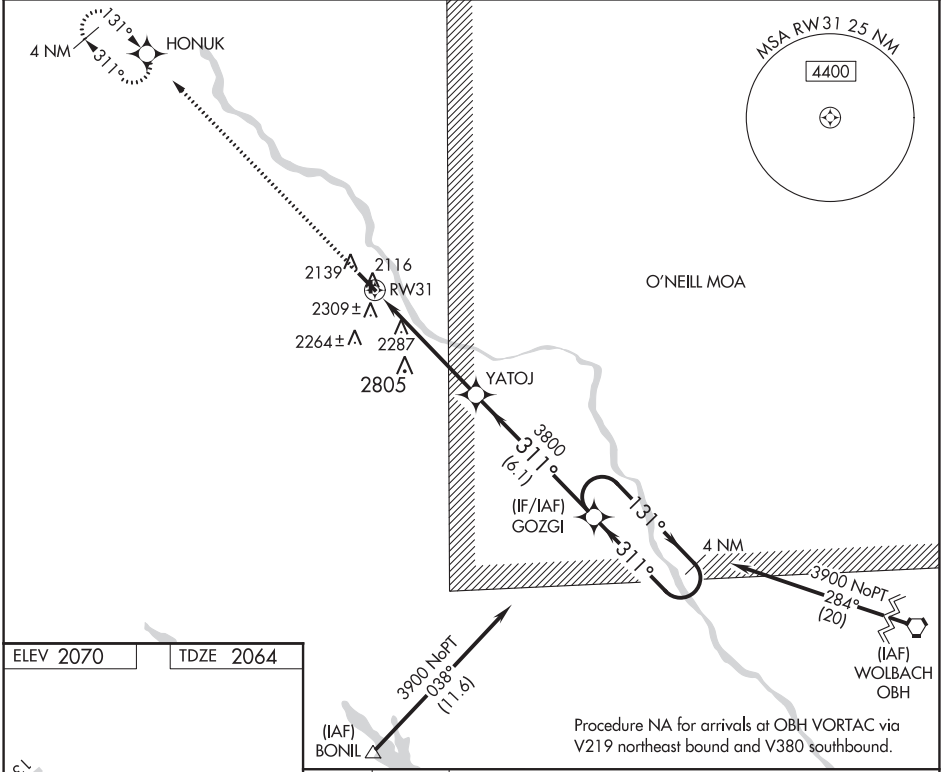 131°
4 NM
311°
HONUK
MSA RW31 25 NM
4400
2139
2116
RW31
2309±
2264±
2287
2805
O'NEILL MOA
YATOJ
3800
311°
(6.1)
(IF/IAF)
GOZGI
131°
311°
4 NM
3900 NoPT
284°
(20)
(IAF)
WOLBACH
OBH
ELEV 2070
TDZE 2064
3900 NoPT
038°
(11.6)
(IAF)
BONIL
Procedure NA for arrivals at OBH VORTAC via
V219 northeast bound and V380 southbound.